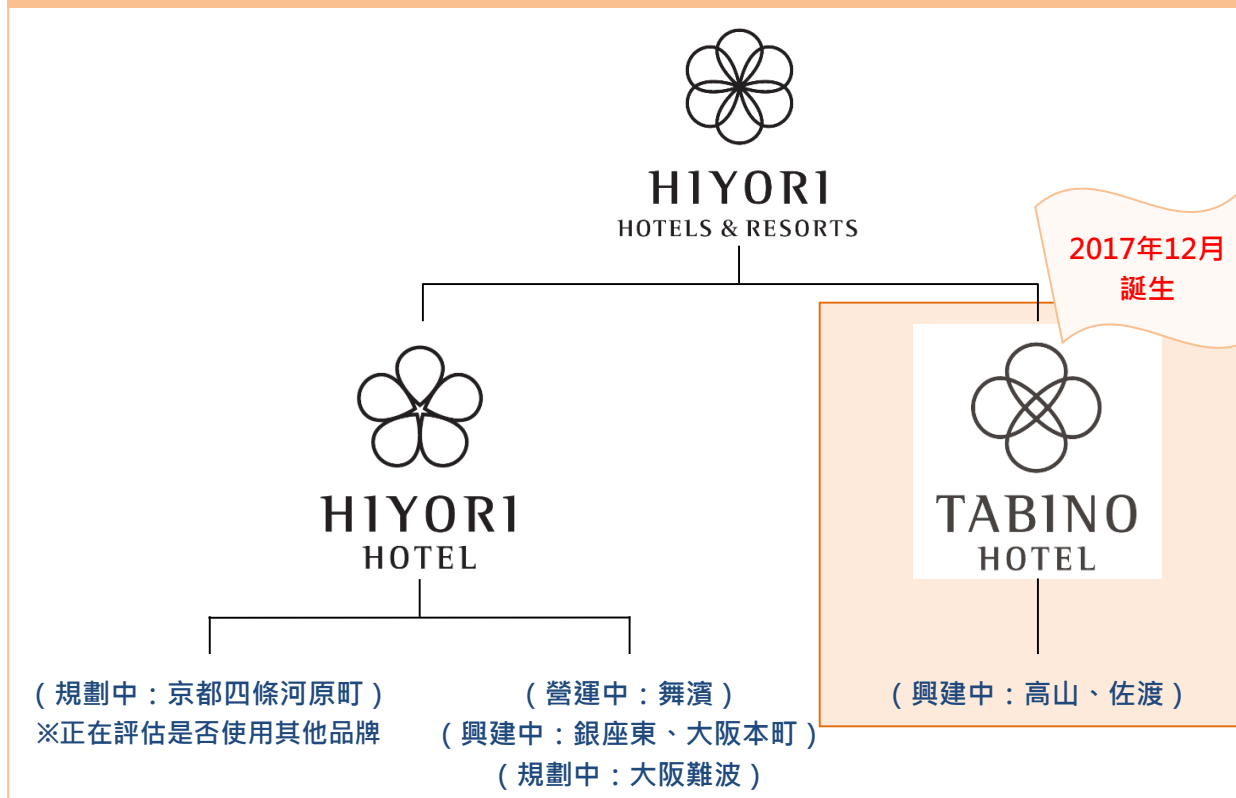 HIYORI
HOTELS & RESORTS
2017年12月
誕生
HIYORI
HOTEL
TABINO
HOTEL
(規劃中：京都四條河原町)
※正在評估是否使用其他品牌
(營運中：舞濱)
(興建中：銀座東、大阪本町)
(規劃中：大阪難波)
(興建中：高山、佐渡)